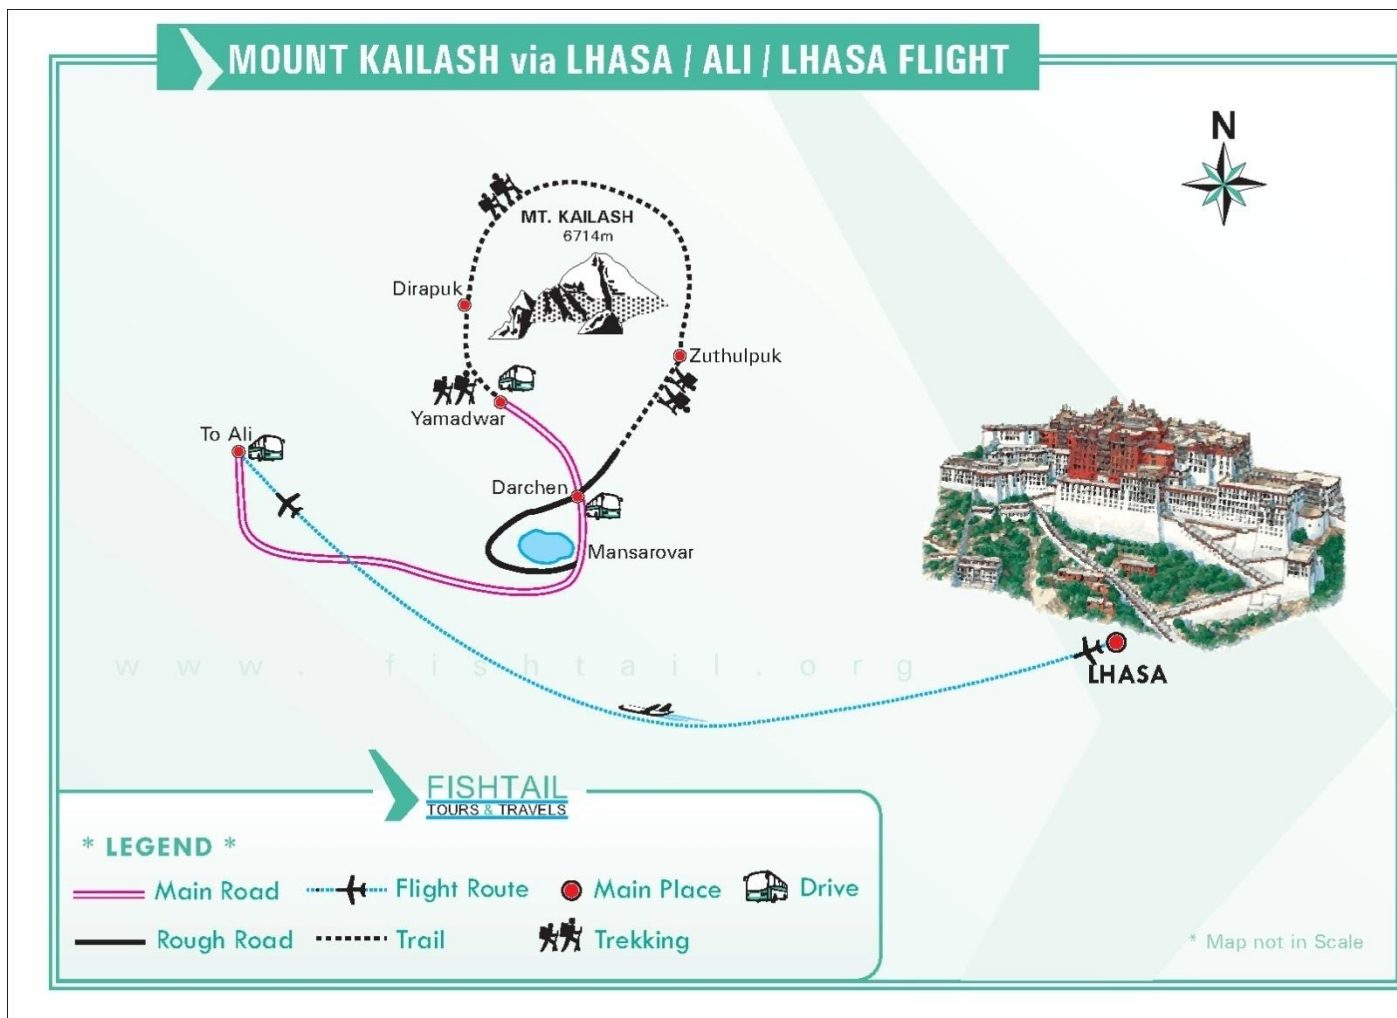 MOUNT KAILASH via LHASA / ALI / LHASA FLIGHT
N
MT. KAILASH
6714m
Dirapuk
Zuthulpuk
Yamadwar
To Ali
Darchen
Mansarovar
www.fishtail.org
LHASA
FISHTAIL
TOURS & TRAVELS
* LEGEND *
Main Road
Flight Route
Main Place
Drive
Rough Road
Trail
Trekking
* Map not in Scale